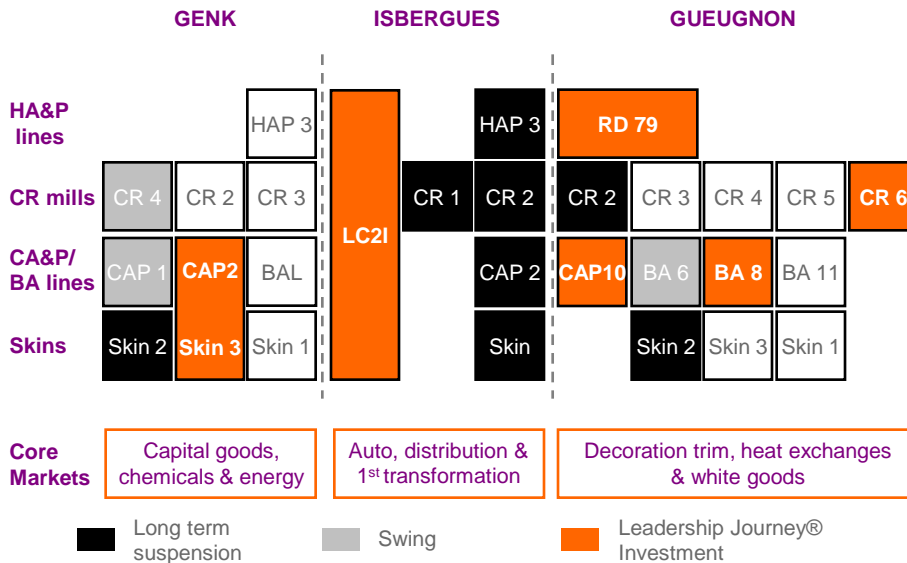 GENK ISBERGUES GUEUGNON
HA&P
lines
HAP 3 HAP 3 RD 79
CR mills CR 4 CR 2 CR 3 CR 1 CR 2 CR 2 CR 3 CR 4 CR 5 CR 6
LC2I
CA&P/
BA lines
CAP 1 CAP2 BAL CAP 2 CAP10 BA 6 BA 8 BA 11
Skins Skin 2 Skin 3 Skin 1 Skin Skin 2 Skin 3 Skin 1
Core
Markets
Capital goods,
chemicals & energy
Auto, distribution &
1st transformation
Decoration trim, heat exchanges
& white goods
Long term
suspension
Swing
Leadership Journey®
Investment